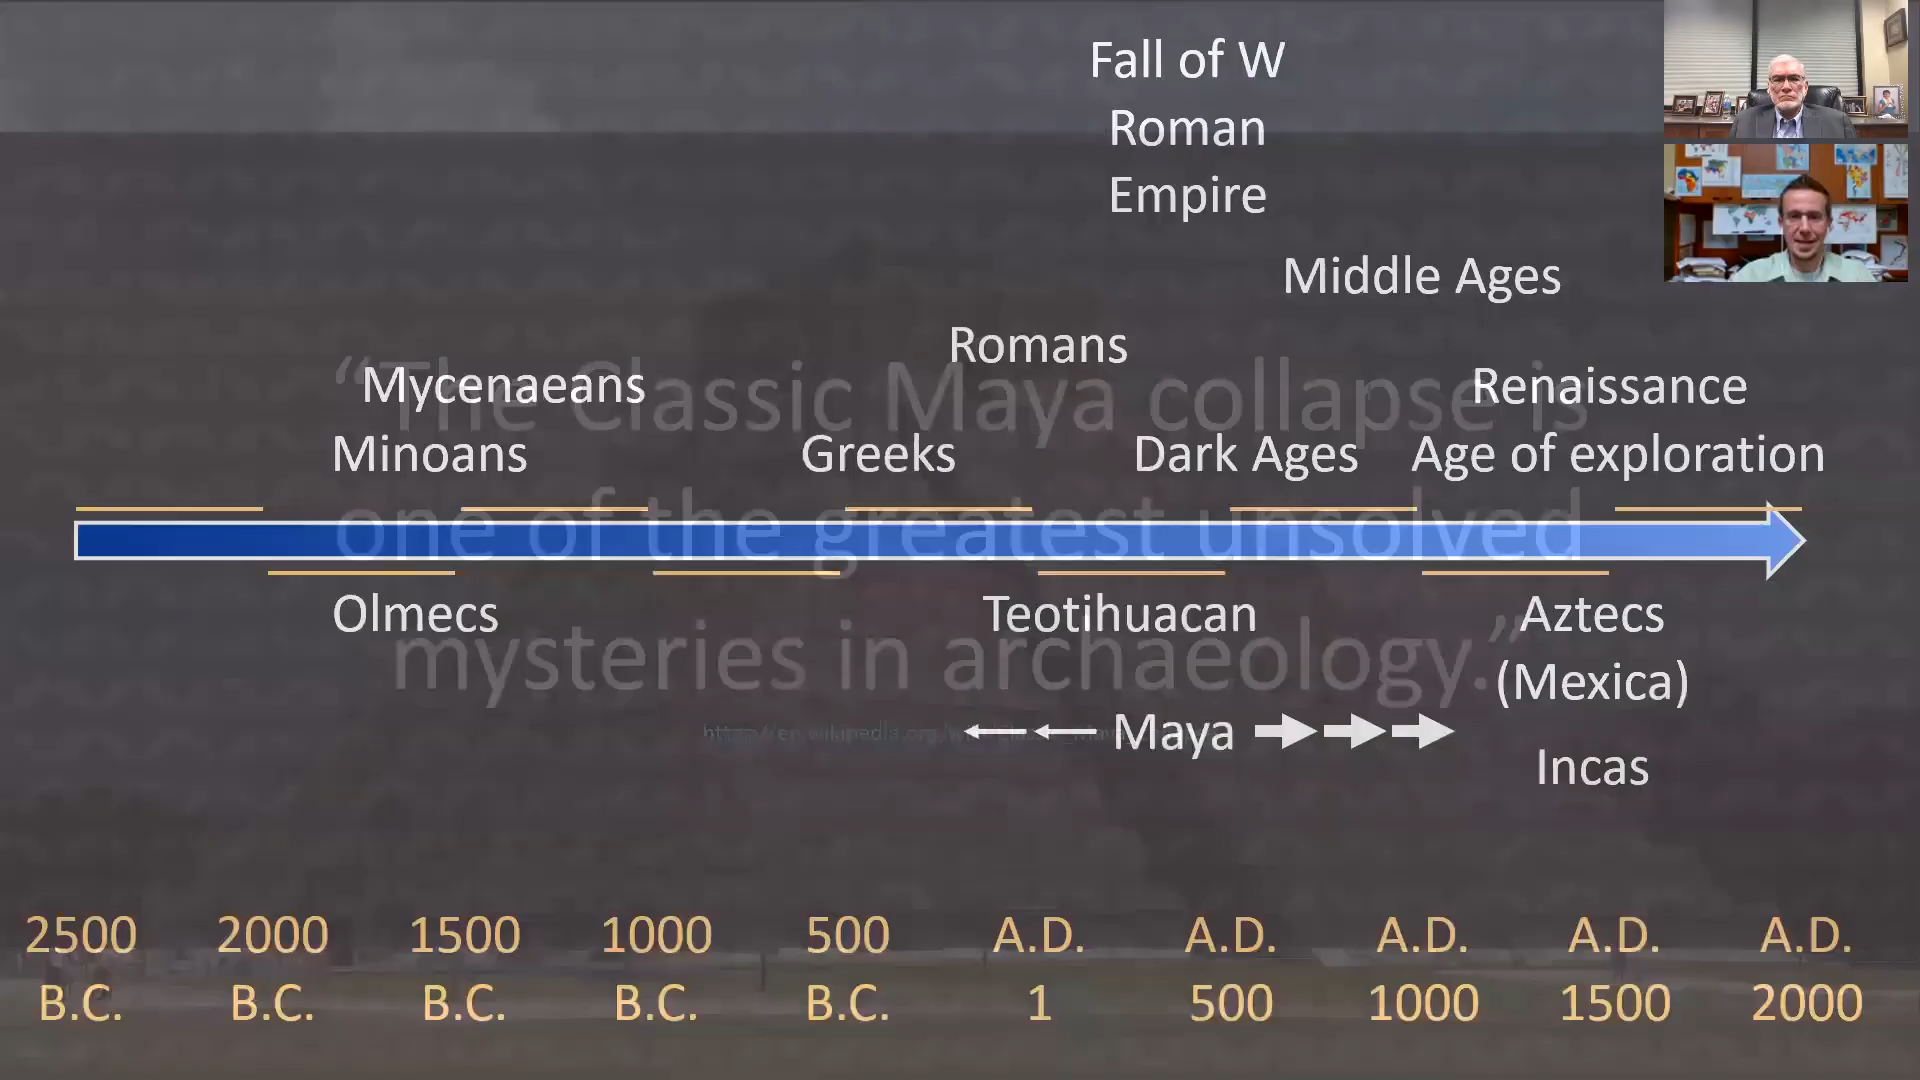 Fall of W
Roman
Empire
Middle Ages
Romans
“The Classic Maya collapse is
Mycenaeans
Renaissance
Minoans
Greeks
Dark Ages
Age of exploration
one of the greatest unsolved
Olmecs
Teotihuacan
Aztecs
mysteries in archaeology.”
(Mexica)
Maya
Incas
2500 B.C.
2000 B.C.
1500 B.C.
1000 B.C.
500 B.C.
A.D. 1
A.D. 500
A.D. 1000
A.D. 1500
A.D. 2000